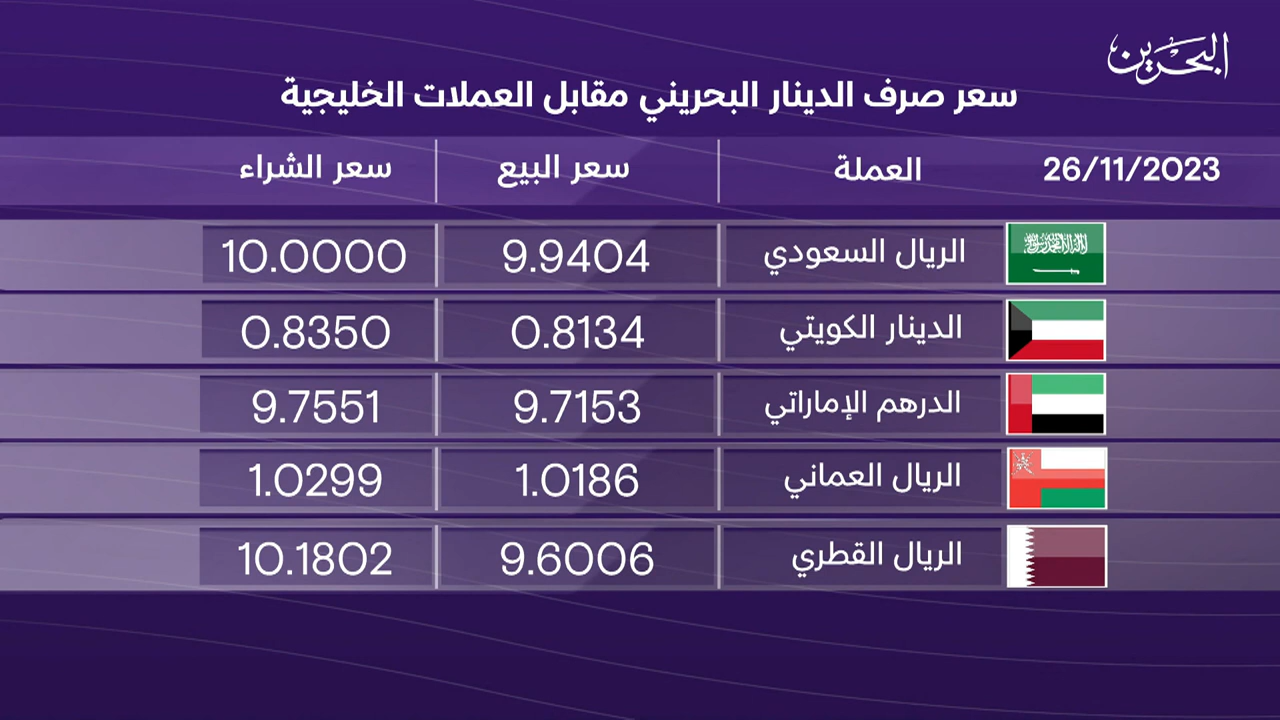 البحرين
سعر صرف الدينار البحريني مقابل العملات الخليجية
26/11/2023 العملة سعر البيع سعر الشراء
الريال السعودي 9.9404 10.0000
الدينار الكويتي 0.8134 0.8350
الدرهم الإماراتي 9.7153 9.7551
الريال العماني 1.0186 1.0299
الريال القطري 9.6006 10.1802